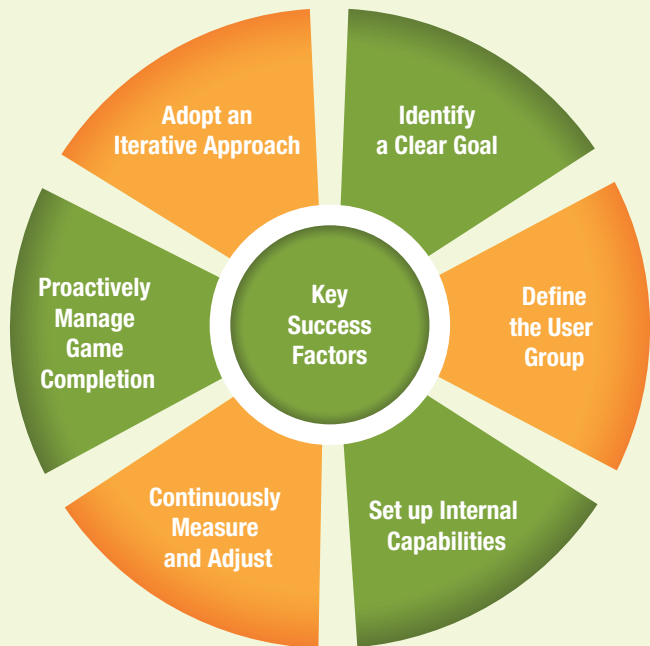 Key
Success
Factors
Identify
a Clear Goal
Define
the User
Group
Set up Internal
Capabilities
Continuously
Measure
and Adjust
Proactively
Manage
Game
Completion
Adopt an
Iterative Approach